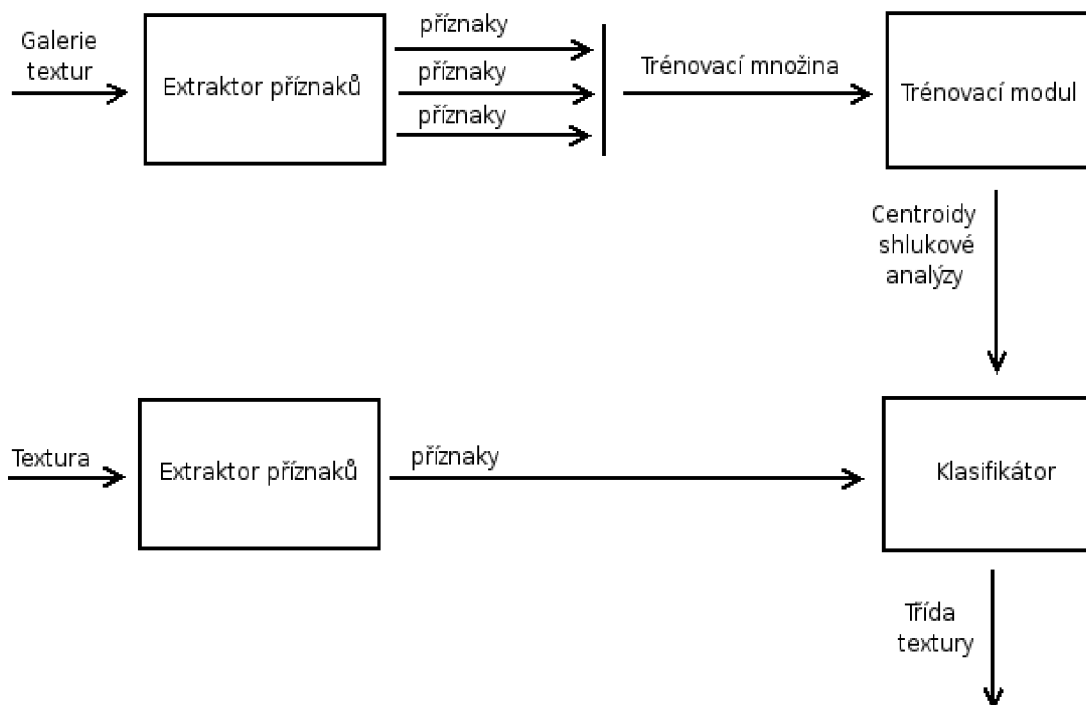 Galerie
textur
Extraktor příznaků
příznaky
příznaky
příznaky
Trénovací množina
Trénovací modul
Centroidy
shlukové
analýzy
Textura
Extraktor příznaků
příznaky
Klasifikátor
Třída
textury